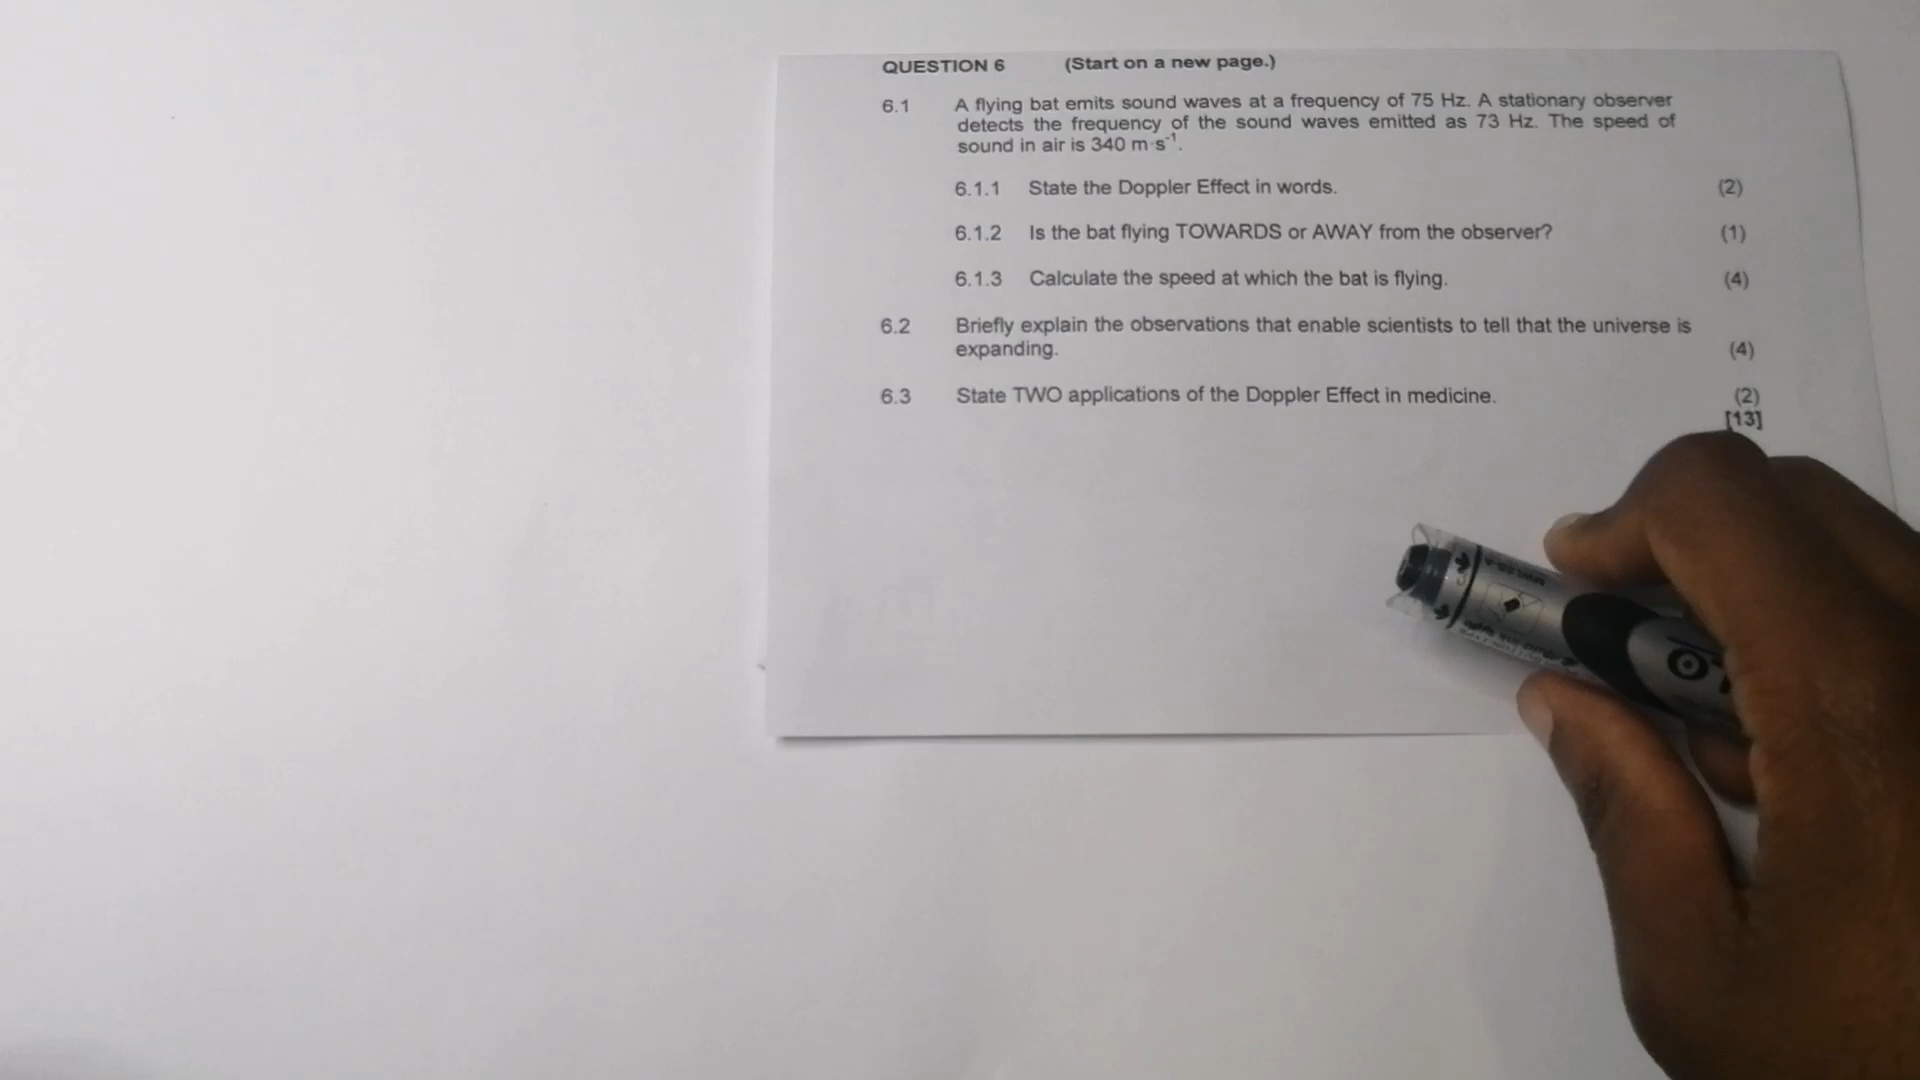 QUESTION 6 (Start on a new page.)
6.1 A flying bat emits sound waves at a frequency of 75 Hz. A stationary observer
detects the frequency of the sound waves emitted as 73 Hz. The speed of
sound in air is 340 m·s⁻¹.
6.1.1 State the Doppler Effect in words. (2)
6.1.2 Is the bat flying TOWARDS or AWAY from the observer? (1)
6.1.3 Calculate the speed at which the bat is flying. (4)
6.2 Briefly explain the observations that enable scientists to tell that the universe is
expanding. (4)
6.3 State TWO applications of the Doppler Effect in medicine. (2)
[13]